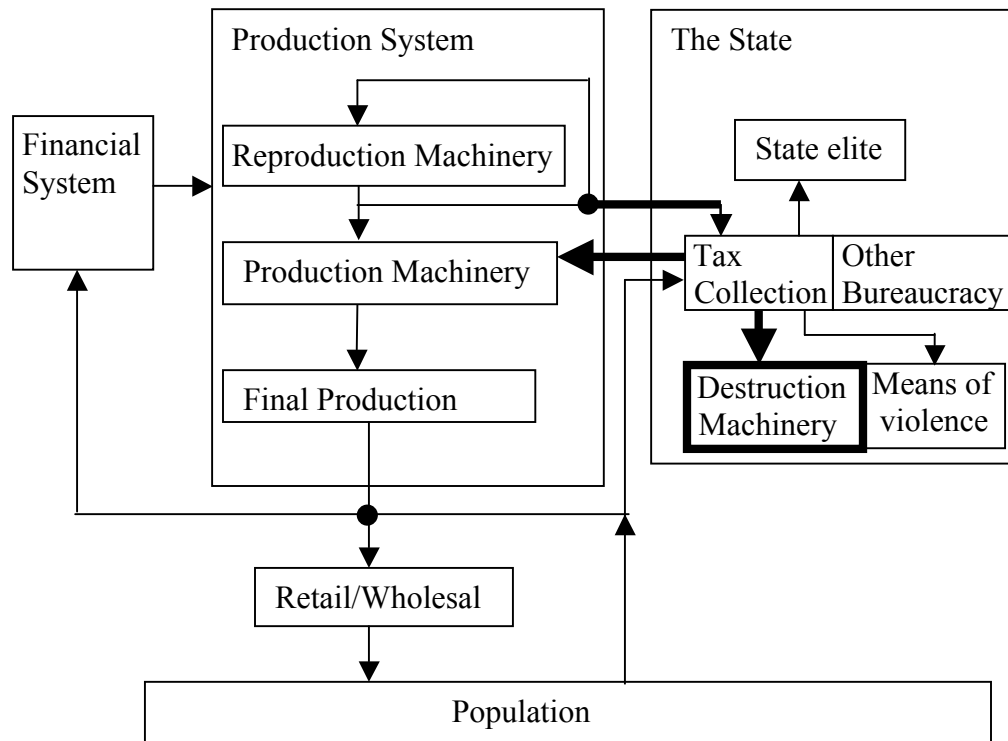 Production System
The State
Financial
System
Reproduction Machinery
State elite
Production Machinery
Tax
Collection
Other
Bureaucracy
Final Production
Destruction
Machinery
Means of
violence
Retail/Wholesal
Population